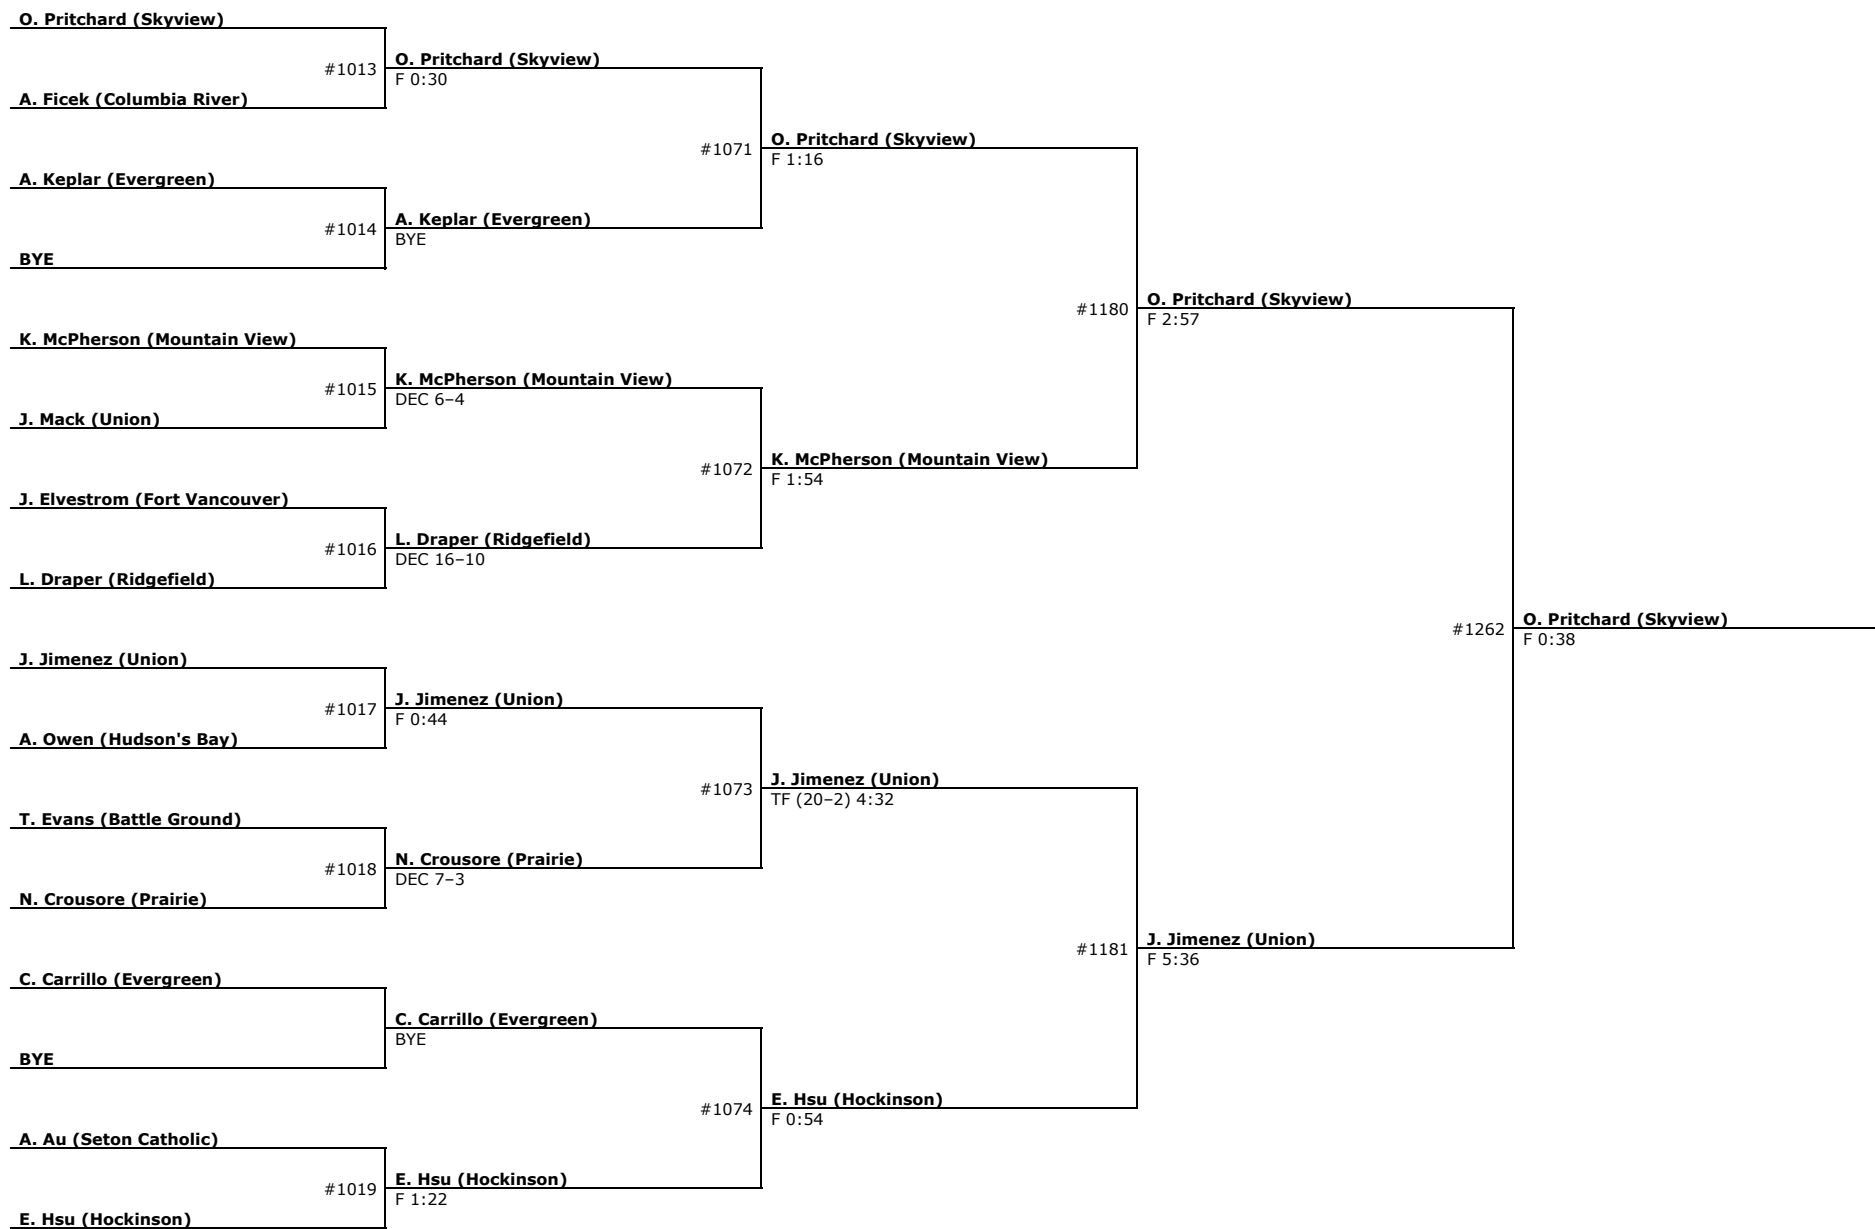 O. Pritchard (Skyview)
#1013
A. Ficek (Columbia River)
O. Pritchard (Skyview)
F 0:30
A. Keplar (Evergreen)
#1014
BYE
A. Keplar (Evergreen)
BYE
#1071
O. Pritchard (Skyview)
F 1:16
K. McPherson (Mountain View)
#1015
J. Mack (Union)
K. McPherson (Mountain View)
DEC 6–4
J. Elvestrom (Fort Vancouver)
#1016
L. Draper (Ridgefield)
L. Draper (Ridgefield)
DEC 16–10
#1072
K. McPherson (Mountain View)
F 1:54
#1180
O. Pritchard (Skyview)
F 2:57
J. Jimenez (Union)
#1017
A. Owen (Hudson's Bay)
J. Jimenez (Union)
F 0:44
T. Evans (Battle Ground)
#1018
N. Crousore (Prairie)
N. Crousore (Prairie)
DEC 7–3
#1073
J. Jimenez (Union)
TF (20–2) 4:32
C. Carrillo (Evergreen)
BYE
C. Carrillo (Evergreen)
BYE
A. Au (Seton Catholic)
#1019
E. Hsu (Hockinson)
E. Hsu (Hockinson)
F 1:22
#1074
E. Hsu (Hockinson)
F 0:54
#1181
J. Jimenez (Union)
F 5:36
#1262
O. Pritchard (Skyview)
F 0:38